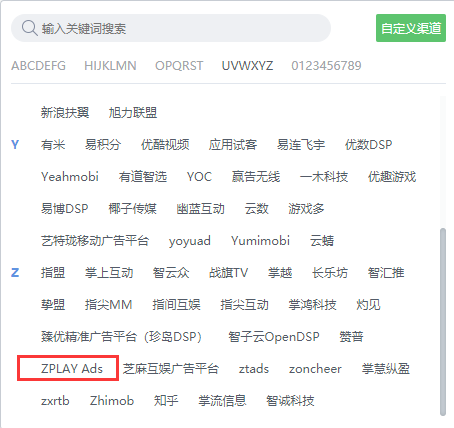 输入关键词搜索 自定义渠道
ABCDEFG HIJKLMN OPQRST UVWXYZ 0123456789
新浪扶翼 旭力联盟
Y 有米 易积分 优酷视频 应用试客 易连飞宇 优数DSP
Yeahmobi 有道智选 YOC 赢告无线 一木科技 优趣游戏
易博DSP 椰子传媒 幽蓝互动 云数 游戏多
艺特珑移动广告平台 yoyuad Yumimobi 云蜻
Z 指盟 掌上互动 智云众 战旗TV 掌越 长乐坊 智汇推
挚盟 指尖MM 指间互娱 指尖互动 掌鸿科技 灼见
臻优精准广告平台（珍岛DSP） 智子云OpenDSP 赞普
ZPLAY Ads 芝麻互娱广告平台 ztads zoncheer 掌慧纵盈
zxrtb Zhimob 知乎 掌流信息 智诚科技